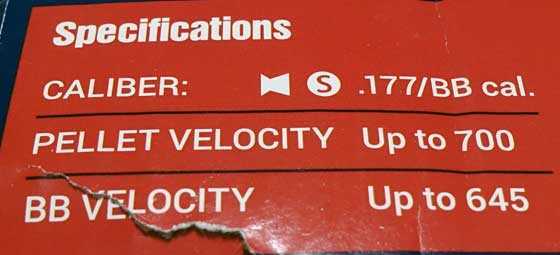 Specifications
CALIBER: S .177/BB cal.
PELLET VELOCITY Up to 700
BB VELOCITY Up to 645